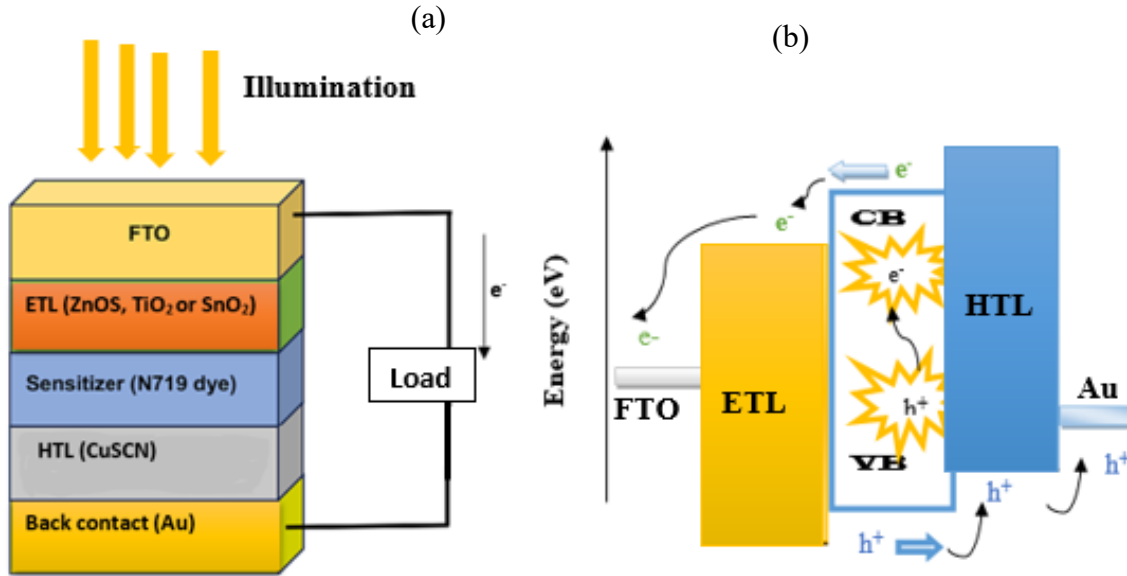 (a)
Illumination
FTO
ETL (ZnOS, TiO₂ or SnO₂)
Sensitizer (N719 dye)
HTL (CuSCN)
Back contact (Au)
e⁻
Load
(b)
Energy (eV)
e⁻
e⁻
e-
CB
e⁻
HTL
FTO
ETL
h⁺
Au
VB
h⁺
h⁺
h⁺